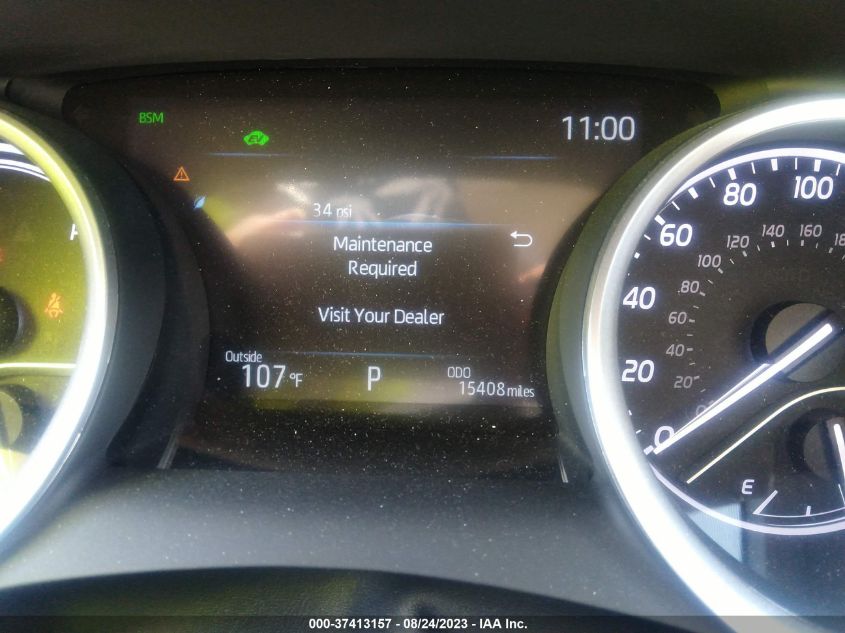 BSM
EV
11:00
34 psi
Maintenance
Required
Visit Your Dealer
Outside
107 °F
P
ODO
15408 miles
0 20 40 60 80 100
20 40 60 80 100 120 140 160
E
000-37413157 - 08/24/2023 - IAA Inc.